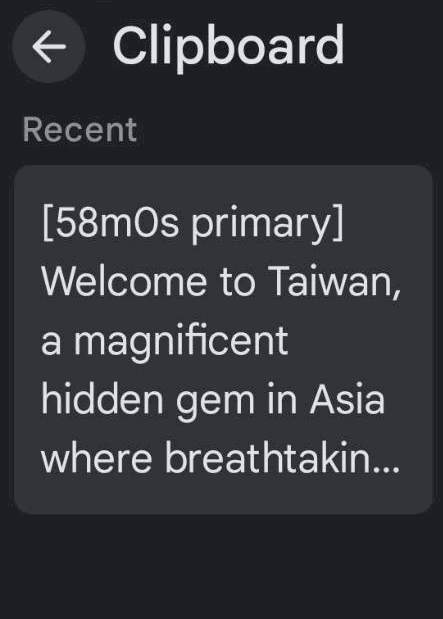 Clipboard
Recent
[58m0s primary]
Welcome to Taiwan,
a magnificent
hidden gem in Asia
where breathtakin...